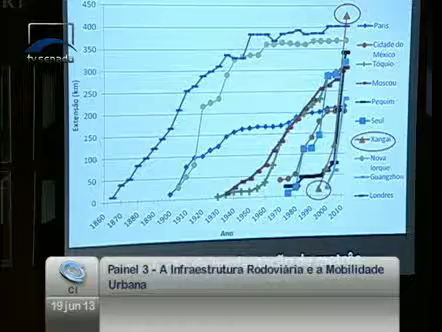 450
400
350
300
250
200
150
100
50
0
Extensão (km)
1860
1870
1880
1890
1900
1910
1920
1930
1940
1950
1960
1970
1980
1990
2000
2010
Ano
Paris
Cidade do
México
Tóquio
Moscou
Pequim
Seul
Xangai
Nova
Iorque
Guangzhou
Londres
tv senado
CI
19 jun 13
Painel 3 - A Infraestrutura Rodoviária e a Mobilidade
Urbana